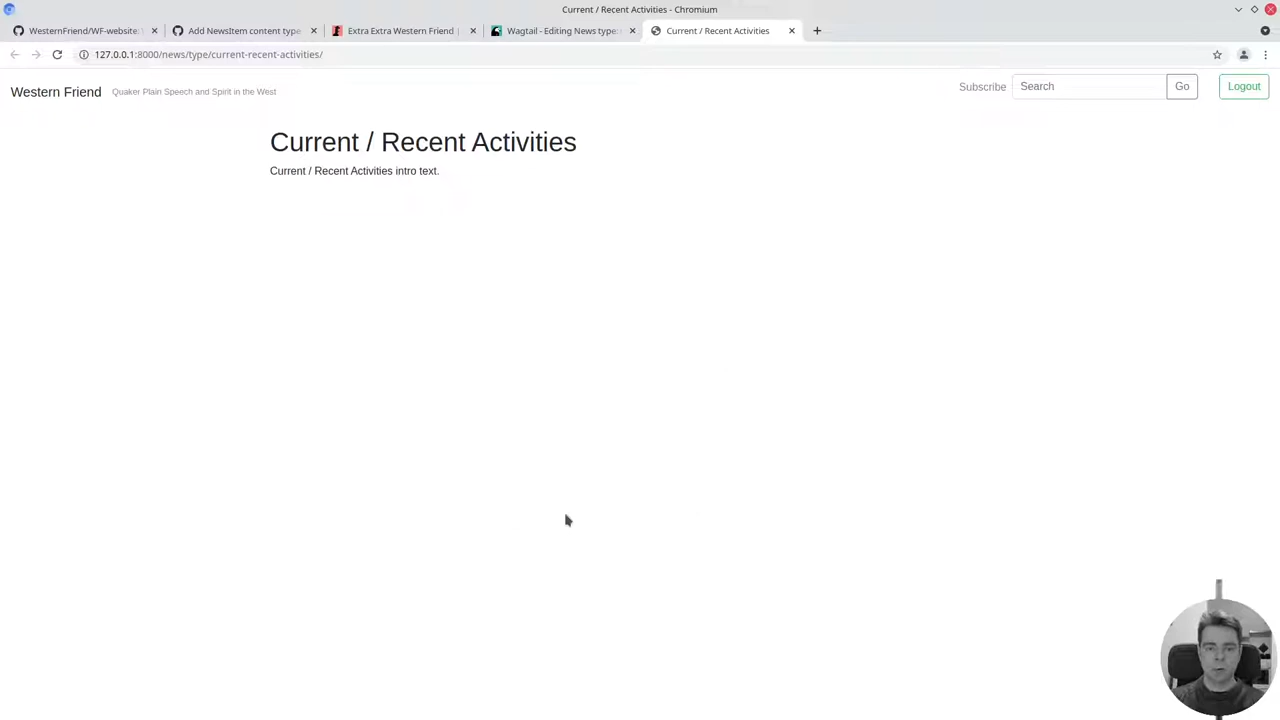 Current / Recent Activities - Chromium
WesternFriend/WF-website:
Add NewsItem content type
Extra Extra Western Friend |
Wagtail - Editing News type:
Current / Recent Activities
127.0.0.1:8000/news/type/current-recent-activities/
Western Friend
Quaker Plain Speech and Spirit in the West
Subscribe
Search
Go
Logout
Current / Recent Activities
Current / Recent Activities intro text.